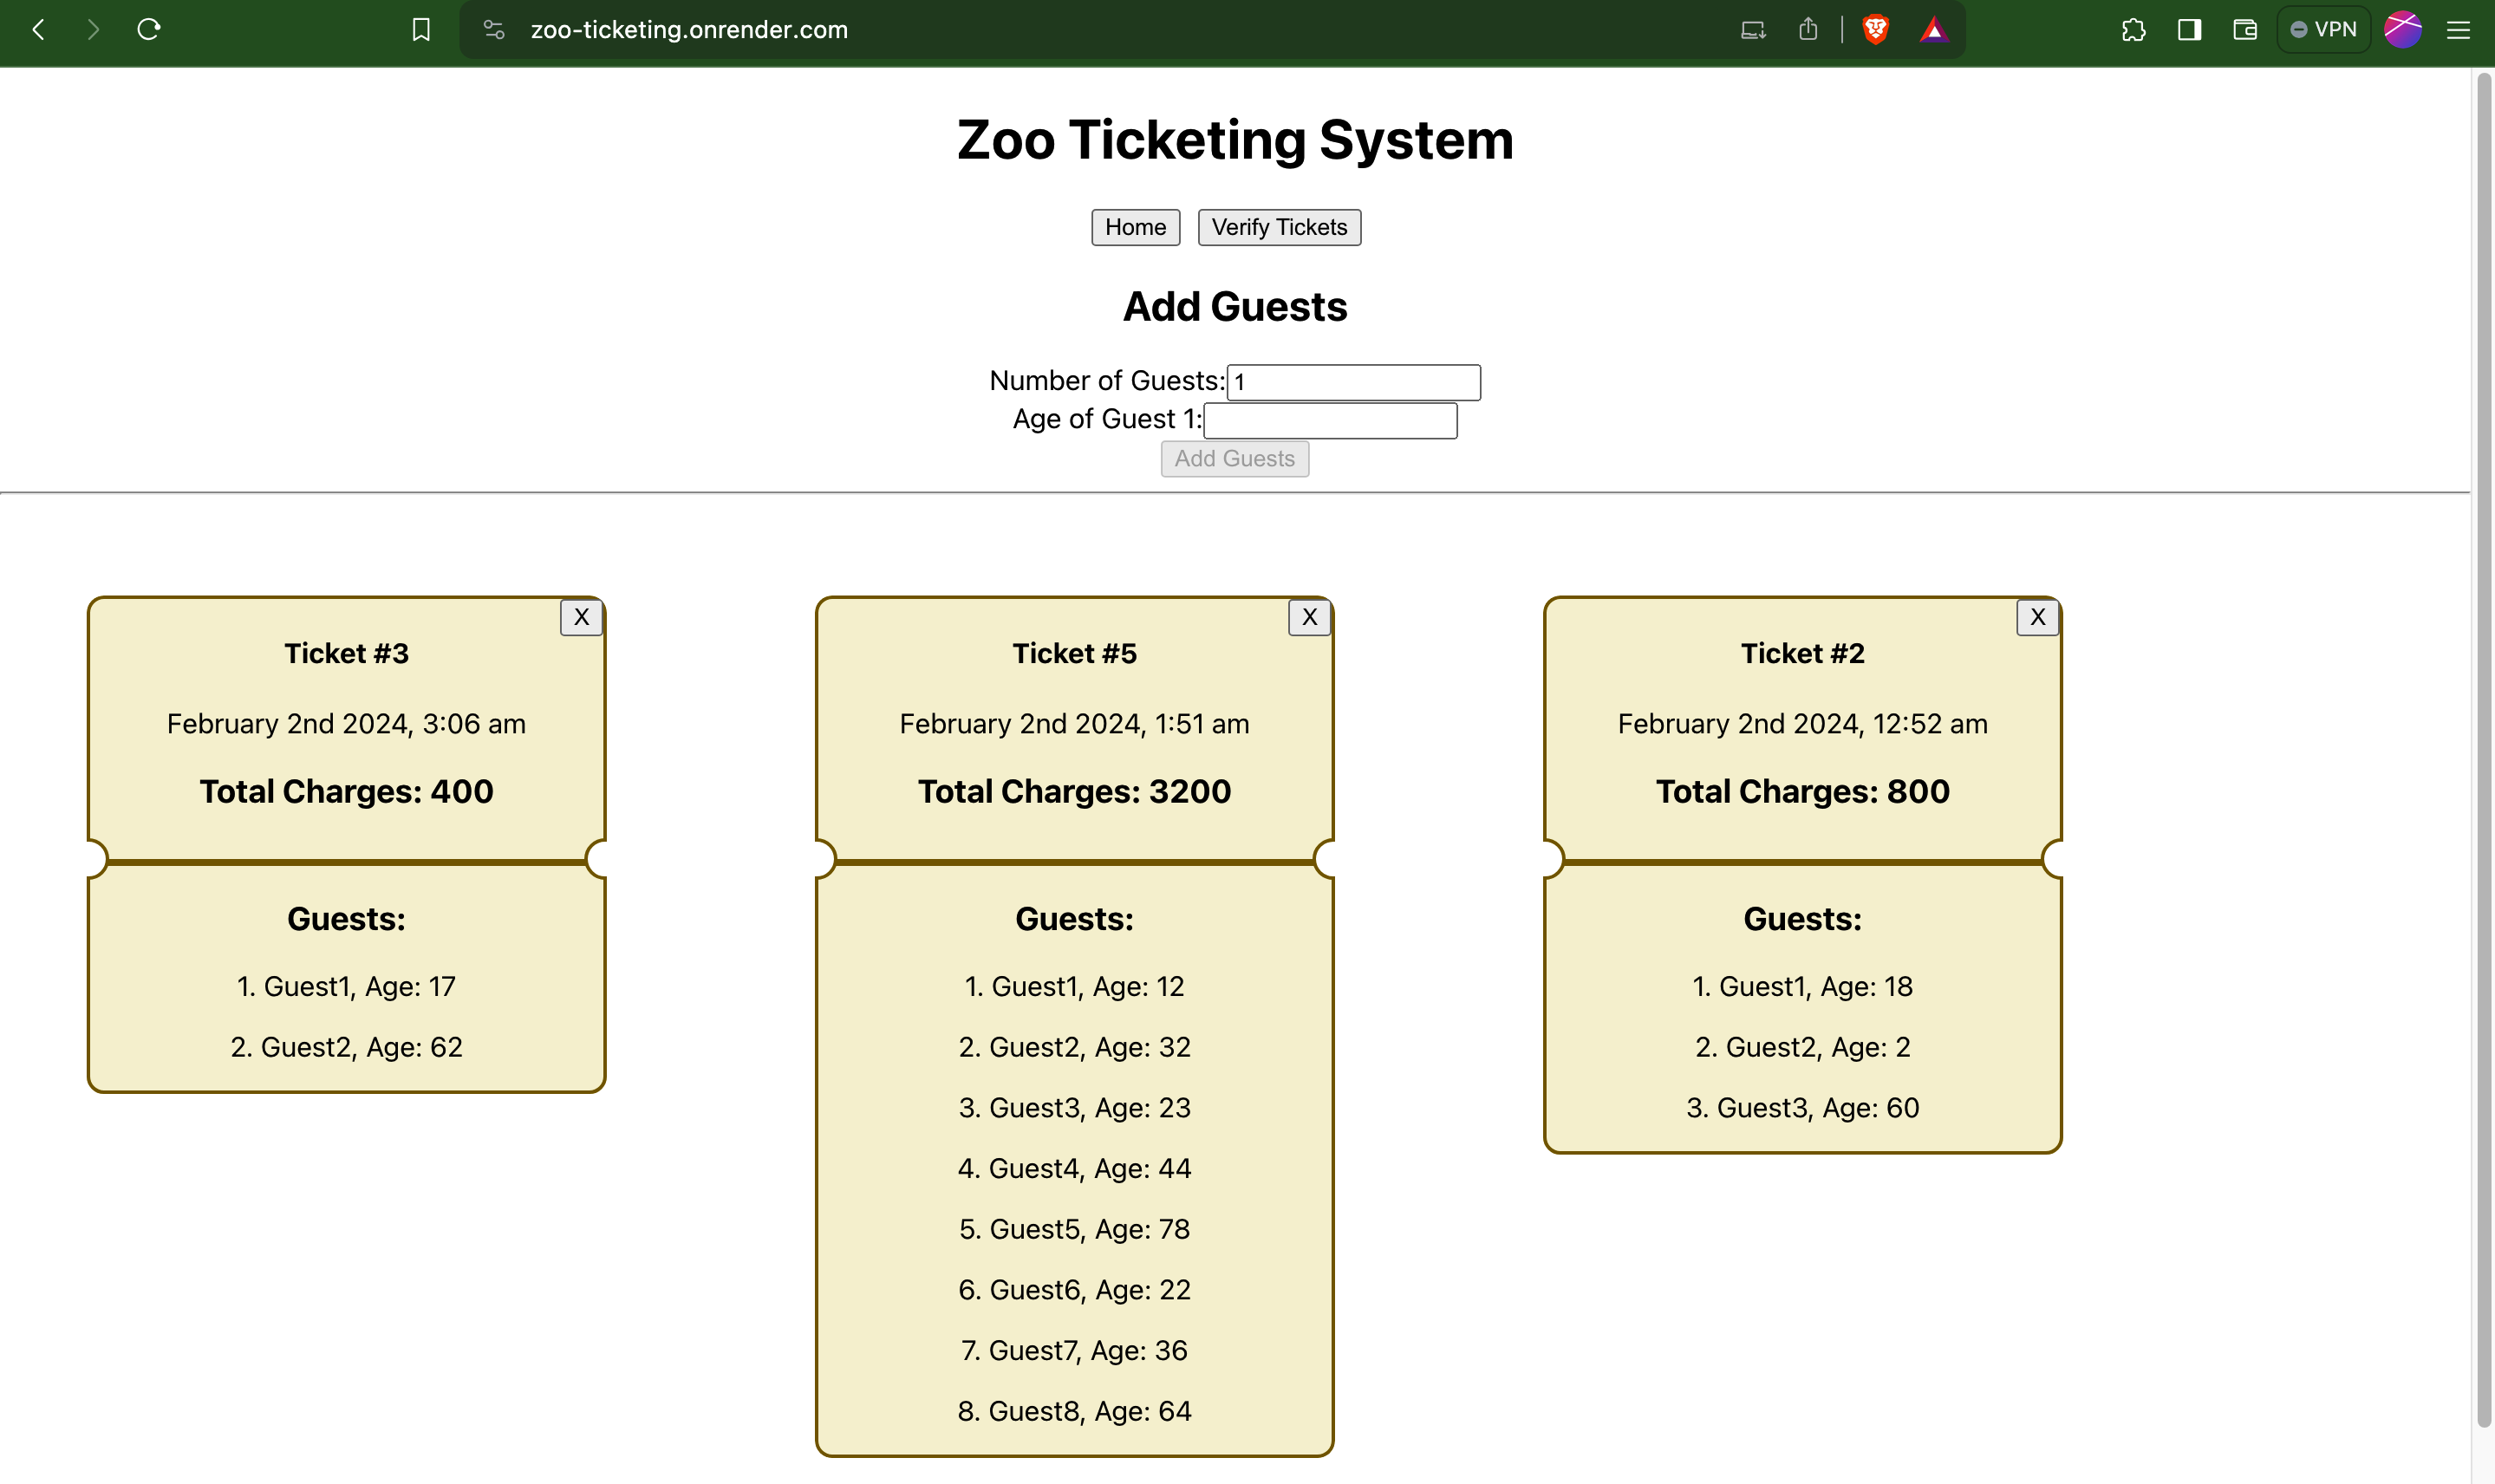 zoo-ticketing.onrender.com
VPN
Zoo Ticketing System
Home
Verify Tickets
Add Guests
Number of Guests: 1
Age of Guest 1:
Add Guests
X
Ticket #3
February 2nd 2024, 3:06 am
Total Charges: 400
Guests:
1. Guest1, Age: 17
2. Guest2, Age: 62
X
Ticket #5
February 2nd 2024, 1:51 am
Total Charges: 3200
Guests:
1. Guest1, Age: 12
2. Guest2, Age: 32
3. Guest3, Age: 23
4. Guest4, Age: 44
5. Guest5, Age: 78
6. Guest6, Age: 22
7. Guest7, Age: 36
8. Guest8, Age: 64
X
Ticket #2
February 2nd 2024, 12:52 am
Total Charges: 800
Guests:
1. Guest1, Age: 18
2. Guest2, Age: 2
3. Guest3, Age: 60